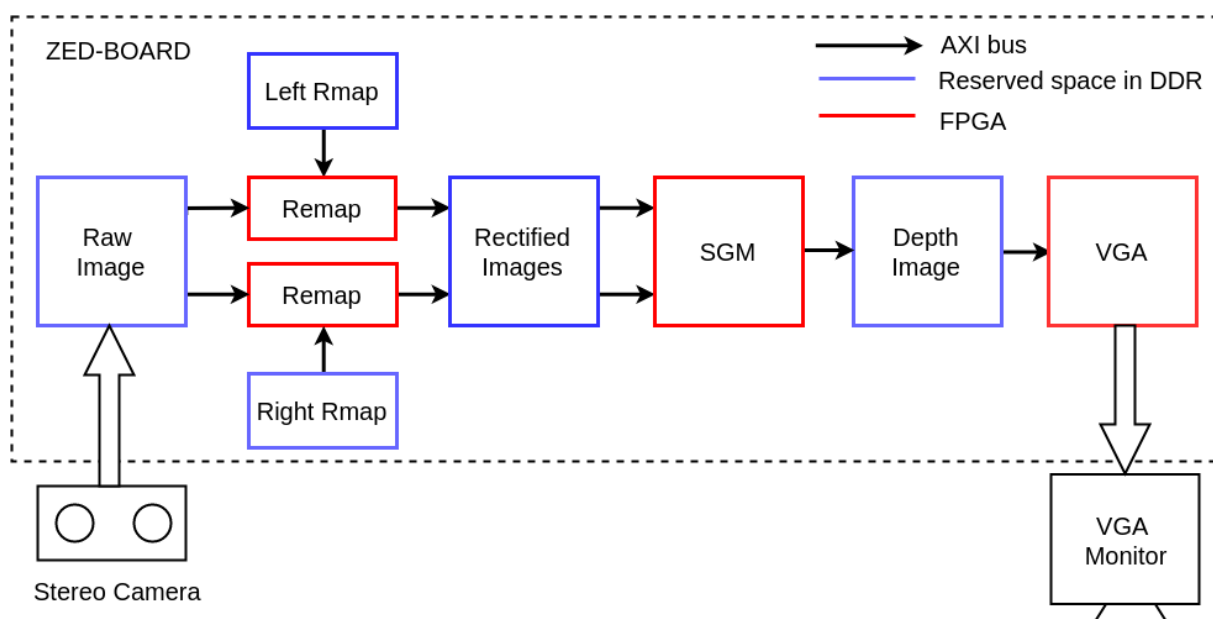 ZED-BOARD
AXI bus
Reserved space in DDR
FPGA
Left Rmap
Raw
Image
Remap
Remap
Right Rmap
Rectified
Images
SGM
Depth
Image
VGA
Stereo Camera
VGA
Monitor